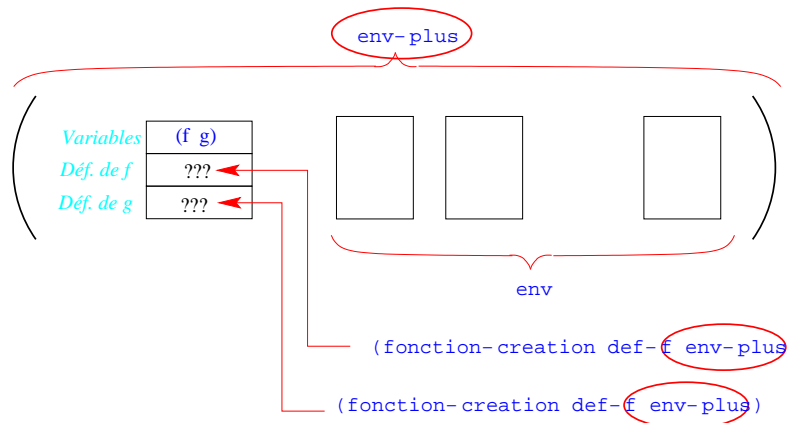 env-plus
Variables (f g)
Déf. de f ???
Déf. de g ???
env
(fonction-creation def-f env-plus
(fonction-creation def-f env-plus)